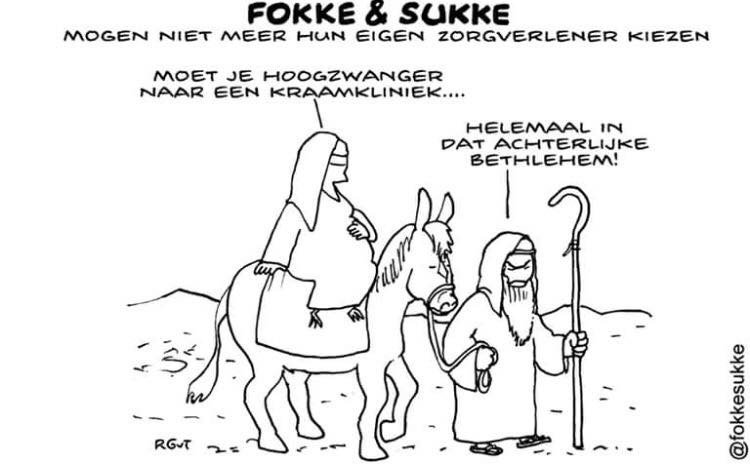 FOKKE & SUKKE
MOGEN NIET MEER HUN EIGEN ZORGVERLENER KIEZEN
MOET JE HOOGZWANGER
NAAR EEN KRAAMKLINIEK....
HELEMAAL IN
DAT ACHTERLIJKE
BETHLEHEM!
RGvT
@fokkesukke